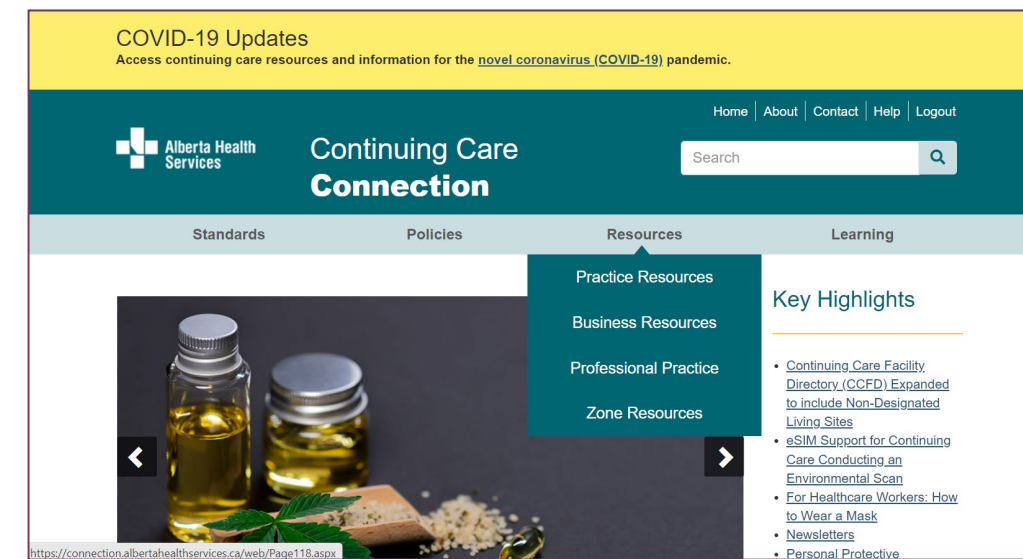 COVID-19 Updates
Access continuing care resources and information for the novel coronavirus (COVID-19) pandemic.
Home | About | Contact | Help | Logout
Alberta Health
Services
Continuing Care
Connection
Search
Standards
Policies
Resources
Learning
Practice Resources
Business Resources
Professional Practice
Zone Resources
Key Highlights
• Continuing Care Facility
Directory (CCFD) Expanded
to include Non-Designated
Living Sites
• eSIM Support for Continuing
Care Conducting an
Environmental Scan
• For Healthcare Workers: How
to Wear a Mask
• Newsletters
• Personal Protective
https://connection.albertahealthservices.ca/web/Page118.aspx